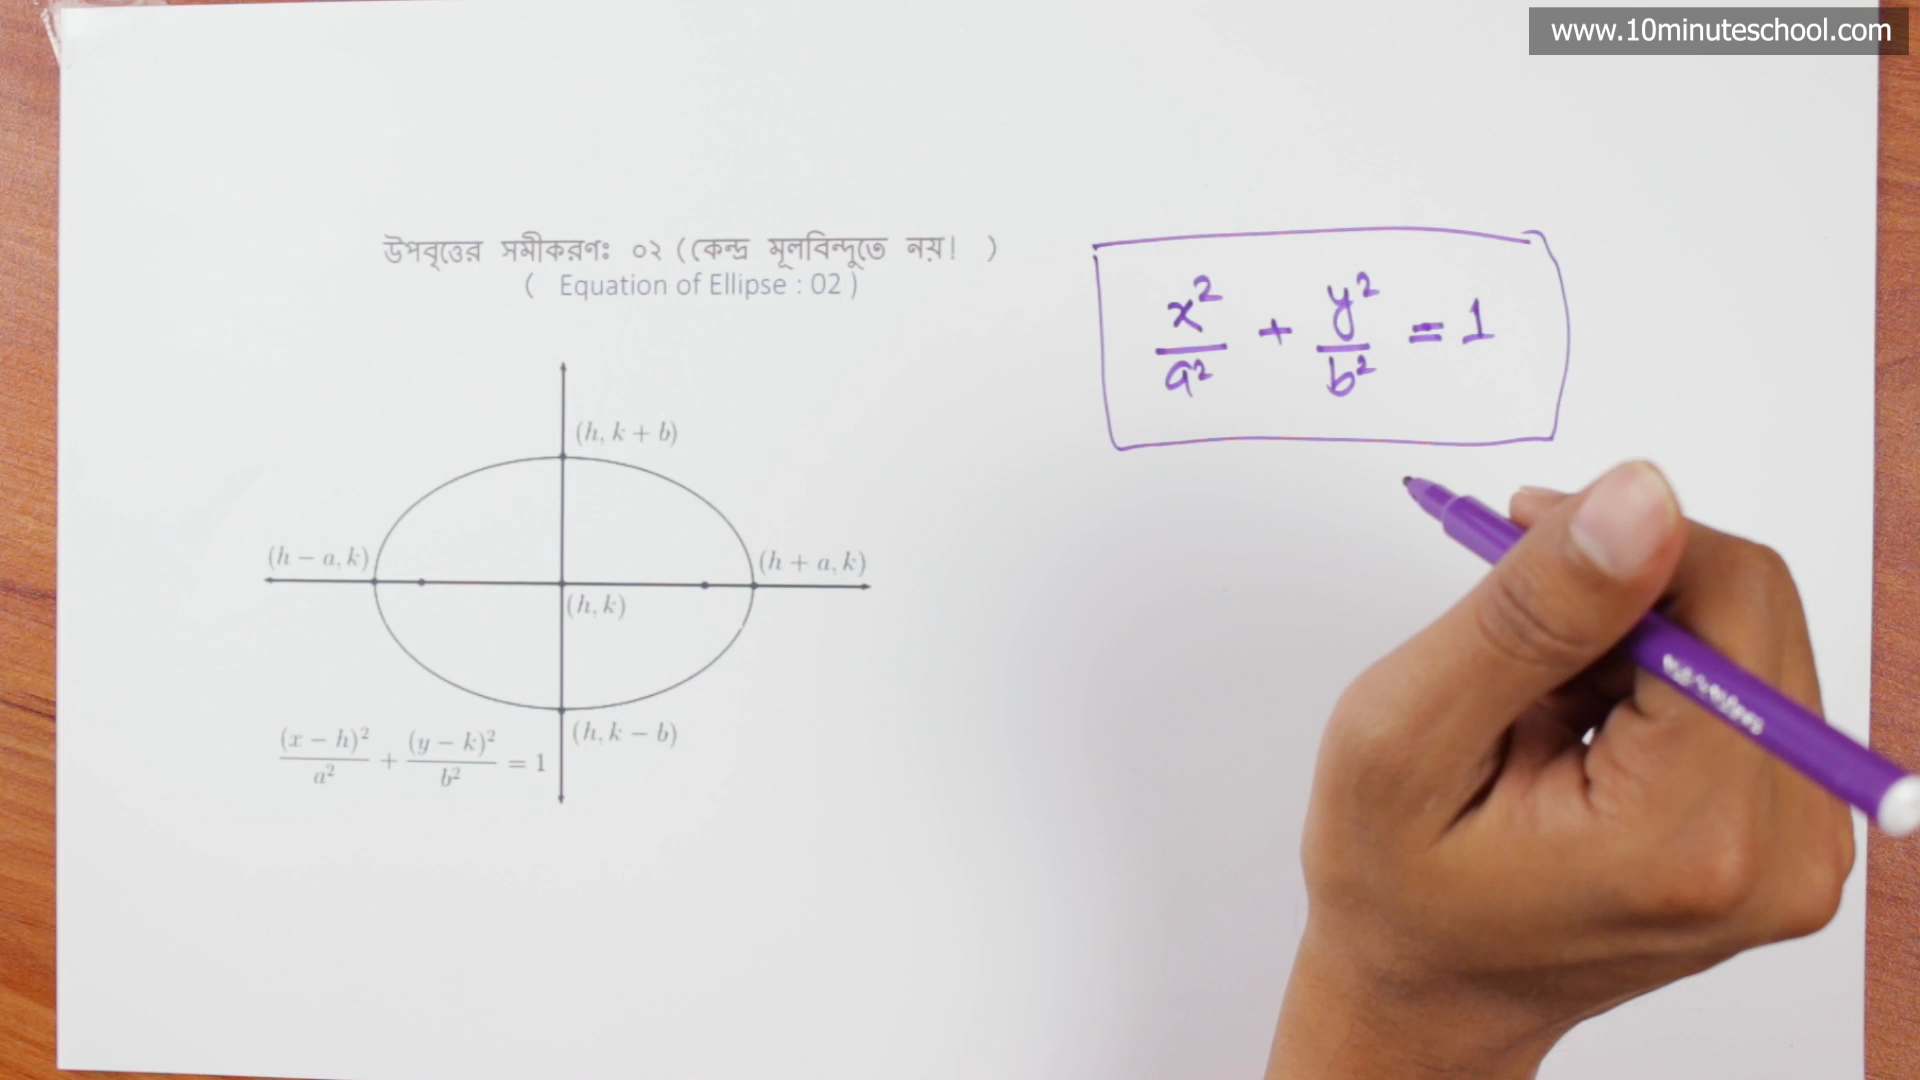 www.10minuteschool.com
উপবৃত্তের সমীকরণঃ ০২ ((কেন্দ্র মূলবিন্দুতে নয়! )
( Equation of Ellipse : 02 )
x²/a² + y²/b² = 1
(h, k + b)
(h − a, k)
(h + a, k)
(h, k)
(h, k − b)
(x − h)²/a² + (y − k)²/b² = 1